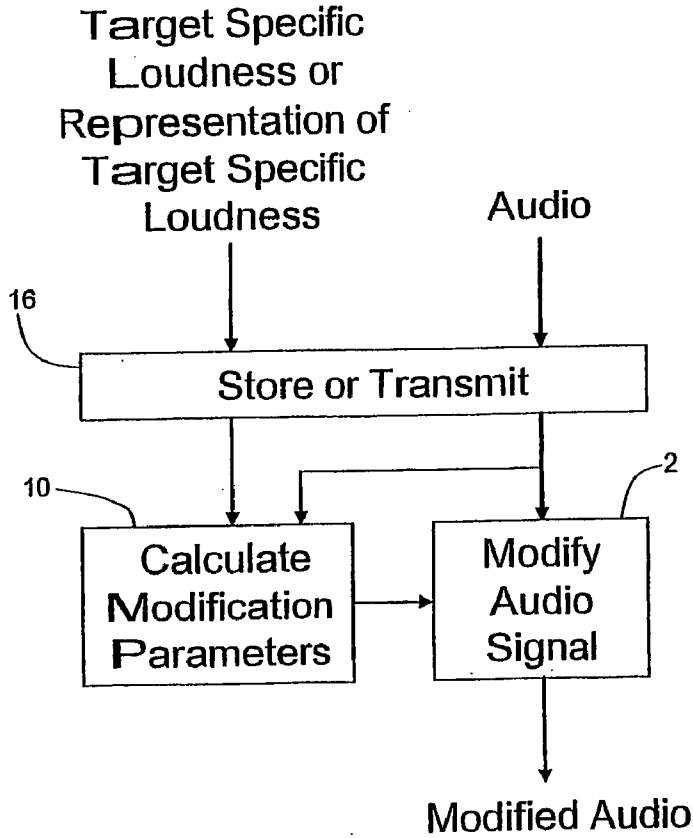 Target Specific
Loudness or
Representation of
Target Specific
Loudness
Audio
16
Store or Transmit
10
2
Calculate
Modification
Parameters
Modify
Audio
Signal
Modified Audio